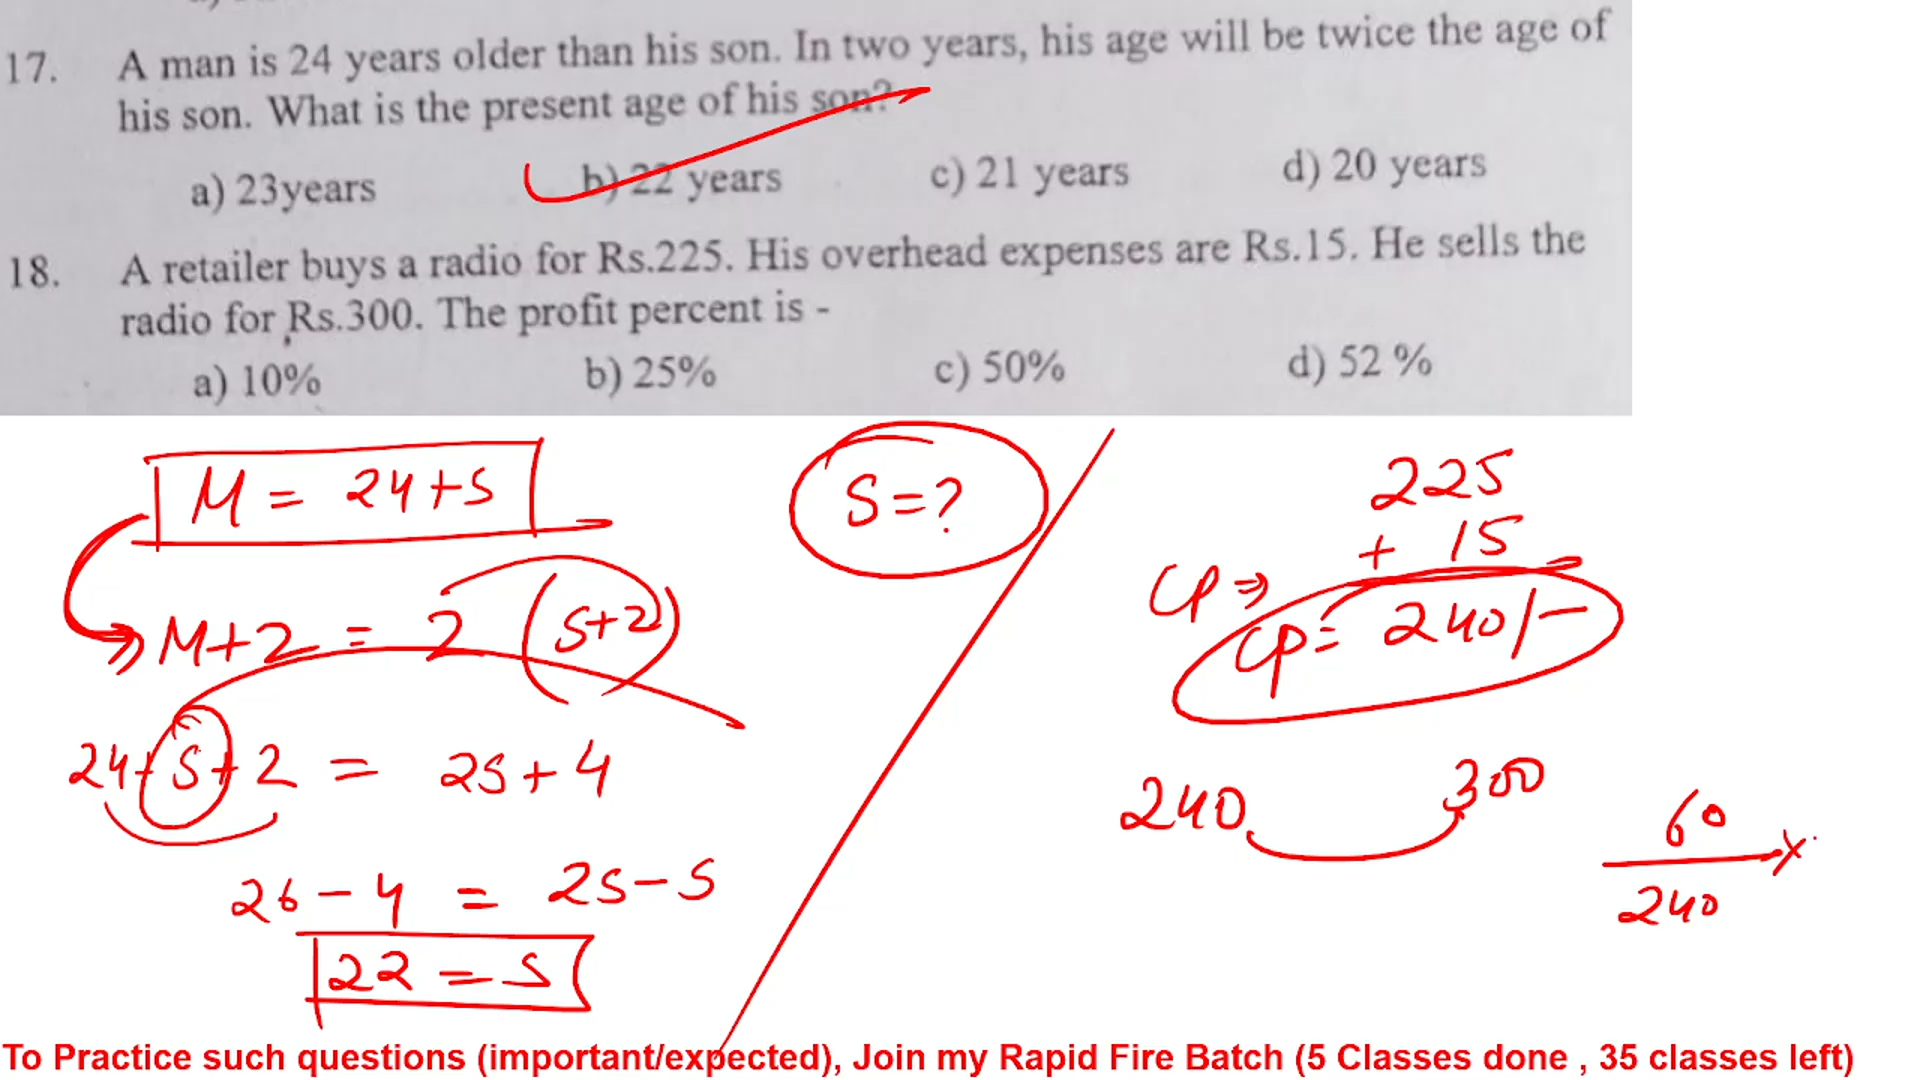 17. A man is 24 years older than his son. In two years, his age will be twice the age of
his son. What is the present age of his son?
a) 23years b) 22 years c) 21 years d) 20 years
18. A retailer buys a radio for Rs.225. His overhead expenses are Rs.15. He sells the
radio for Rs.300. The profit percent is -
a) 10% b) 25% c) 50% d) 52 %
M = 24+S
S=?
M+2 = 2 (S+2)
24+S+2 = 2S+4
26-4 = 2S-S
22 = S
225
+ 15
CP⇒
CP= 240/-
240 300
60
240
×
To Practice such questions (important/expected), Join my Rapid Fire Batch (5 Classes done , 35 classes left)